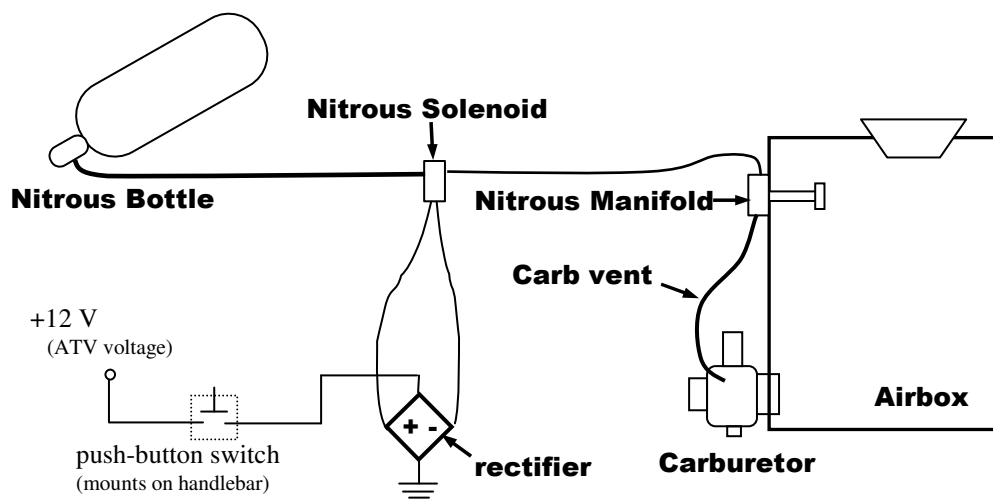 Nitrous Solenoid
Nitrous Bottle
Nitrous Manifold
Carb vent
+12 V
(ATV voltage)
Airbox
+ -
push-button switch
(mounts on handlebar)
rectifier
Carburetor